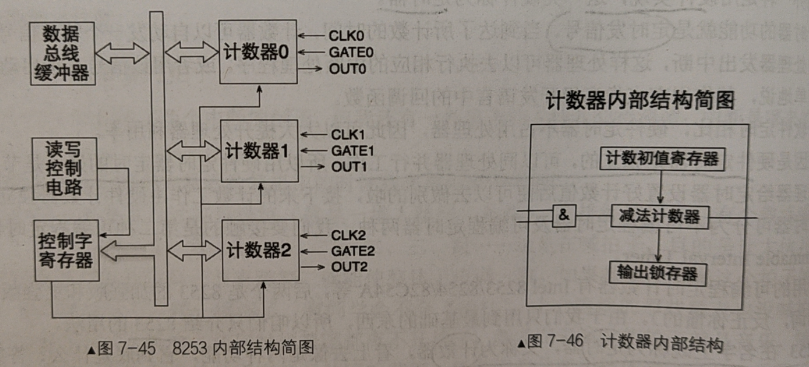 数据
总线
缓冲器
计数器0
CLK0
GATE0
OUT0
读写
控制
电路
计数器1
CLK1
GATE1
OUT1
控制字
寄存器
计数器2
CLK2
GATE2
OUT2
▲图 7-45 8253 内部结构简图
计数器内部结构简图
计数初值寄存器
&
减法计数器
输出锁存器
▲图 7-46 计数器内部结构